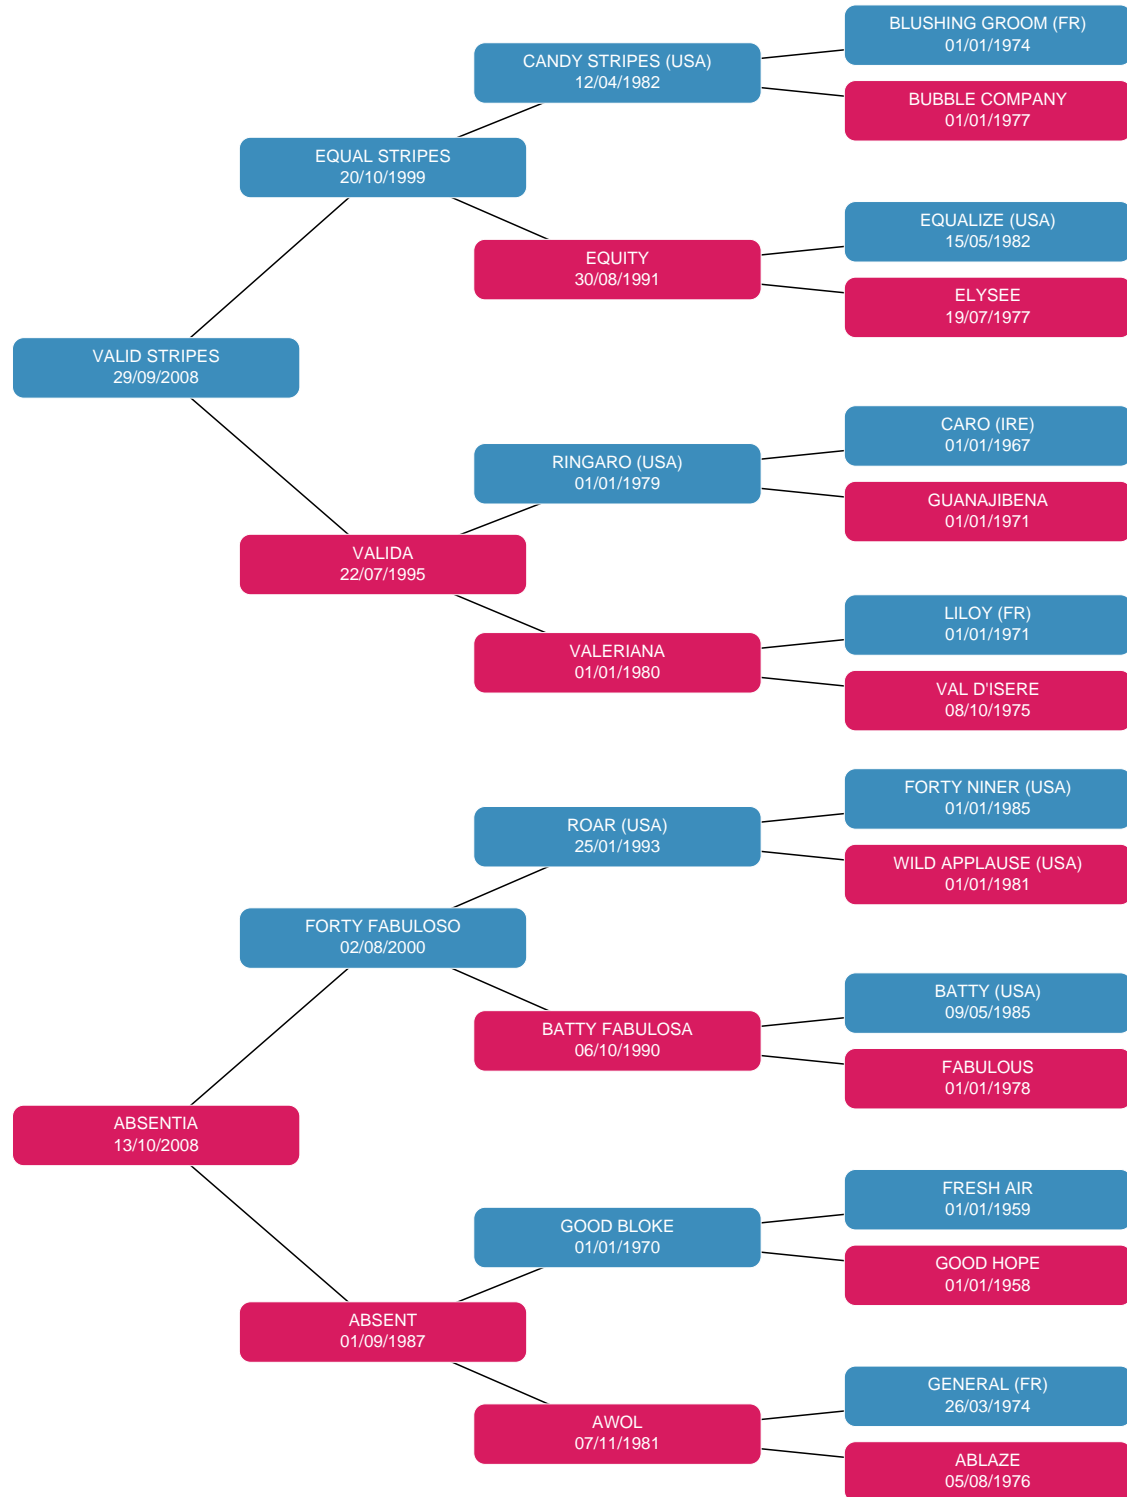 BLUSHING GROOM (FR)
01/01/1974
CANDY STRIPES (USA)
12/04/1982
BUBBLE COMPANY
01/01/1977
EQUAL STRIPES
20/10/1999
EQUALIZE (USA)
15/05/1982
EQUITY
30/08/1991
ELYSEE
19/07/1977
VALID STRIPES
29/09/2008
CARO (IRE)
01/01/1967
RINGARO (USA)
01/01/1979
GUANAJIBENA
01/01/1971
VALIDA
22/07/1995
LILOY (FR)
01/01/1971
VALERIANA
01/01/1980
VAL D'ISERE
08/10/1975
FORTY NINER (USA)
01/01/1985
ROAR (USA)
25/01/1993
WILD APPLAUSE (USA)
01/01/1981
FORTY FABULOSO
02/08/2000
BATTY (USA)
09/05/1985
BATTY FABULOSA
06/10/1990
FABULOUS
01/01/1978
ABSENTIA
13/10/2008
FRESH AIR
01/01/1959
GOOD BLOKE
01/01/1970
GOOD HOPE
01/01/1958
ABSENT
01/09/1987
GENERAL (FR)
26/03/1974
AWOL
07/11/1981
ABLAZE
05/08/1976